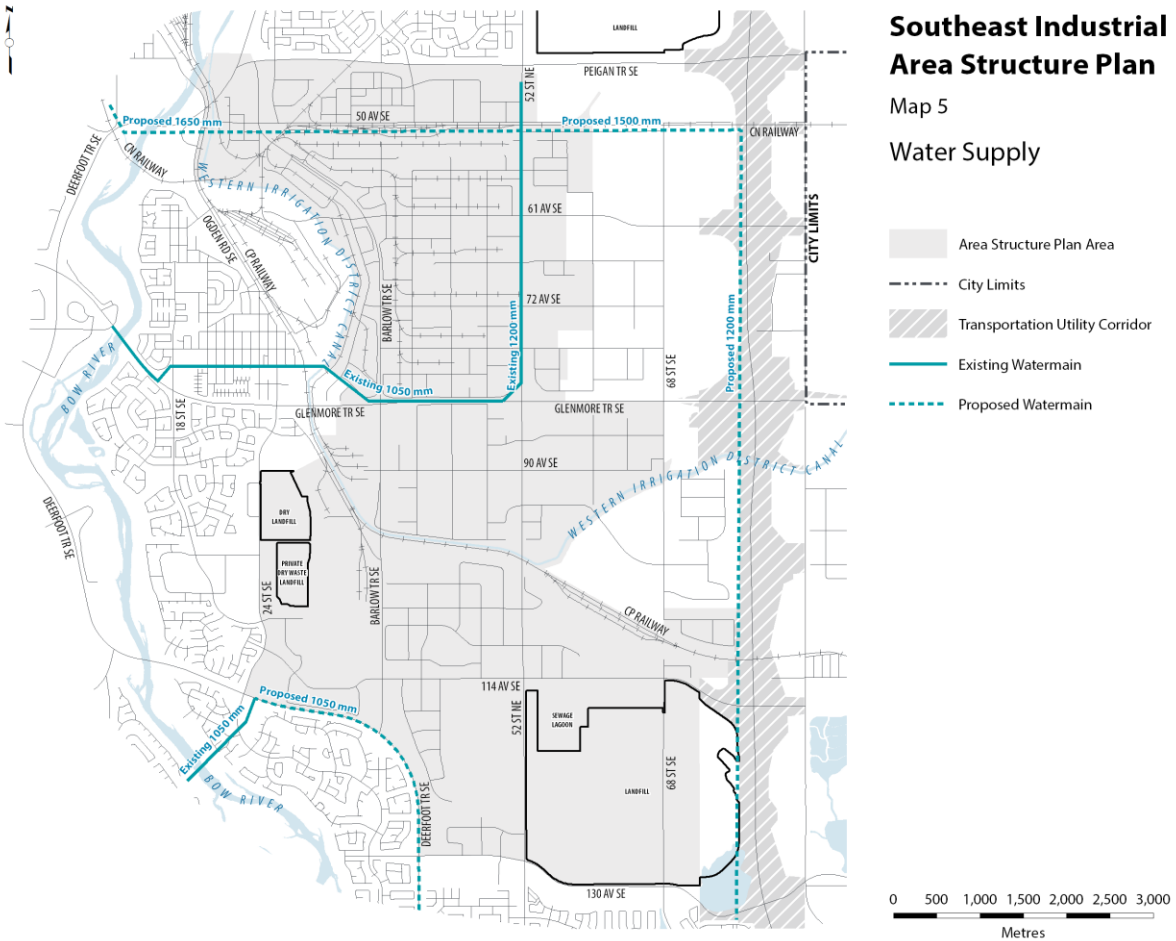 Southeast Industrial
Area Structure Plan
Map 5
Water Supply
Area Structure Plan Area
City Limits
Transportation Utility Corridor
Existing Watermain
Proposed Watermain
N
LANDFILL
PEIGAN TR SE
52 ST NE
50 AV SE
Proposed 1650 mm
Proposed 1500 mm
CN RAILWAY
DEERFOOT TR SE
CN RAILWAY
WESTERN IRRIGATION DISTRICT CANAL
CITY LIMITS
61 AV SE
OGDEN RD SE
CP RAILWAY
BARLOW TR SE
72 AV SE
Existing 1200 mm
Proposed 1200 mm
68 ST SE
BOW RIVER
Existing 1050 mm
GLENMORE TR SE
GLENMORE TR SE
18 ST SE
90 AV SE
WESTERN IRRIGATION DISTRICT CANAL
DEERFOOT TR SE
DRY
LANDFILL
PRIVATE
DRY WASTE
LANDFILL
24 ST SE
BARLOW TR SE
CP RAILWAY
114 AV SE
Proposed 1050 mm
Existing 1050 mm
52 ST NE
SEWAGE
LAGOON
68 ST SE
LANDFILL
BOW RIVER
DEERFOOT TR SE
130 AV SE
0 500 1,000 1,500 2,000 2,500 3,000
Metres